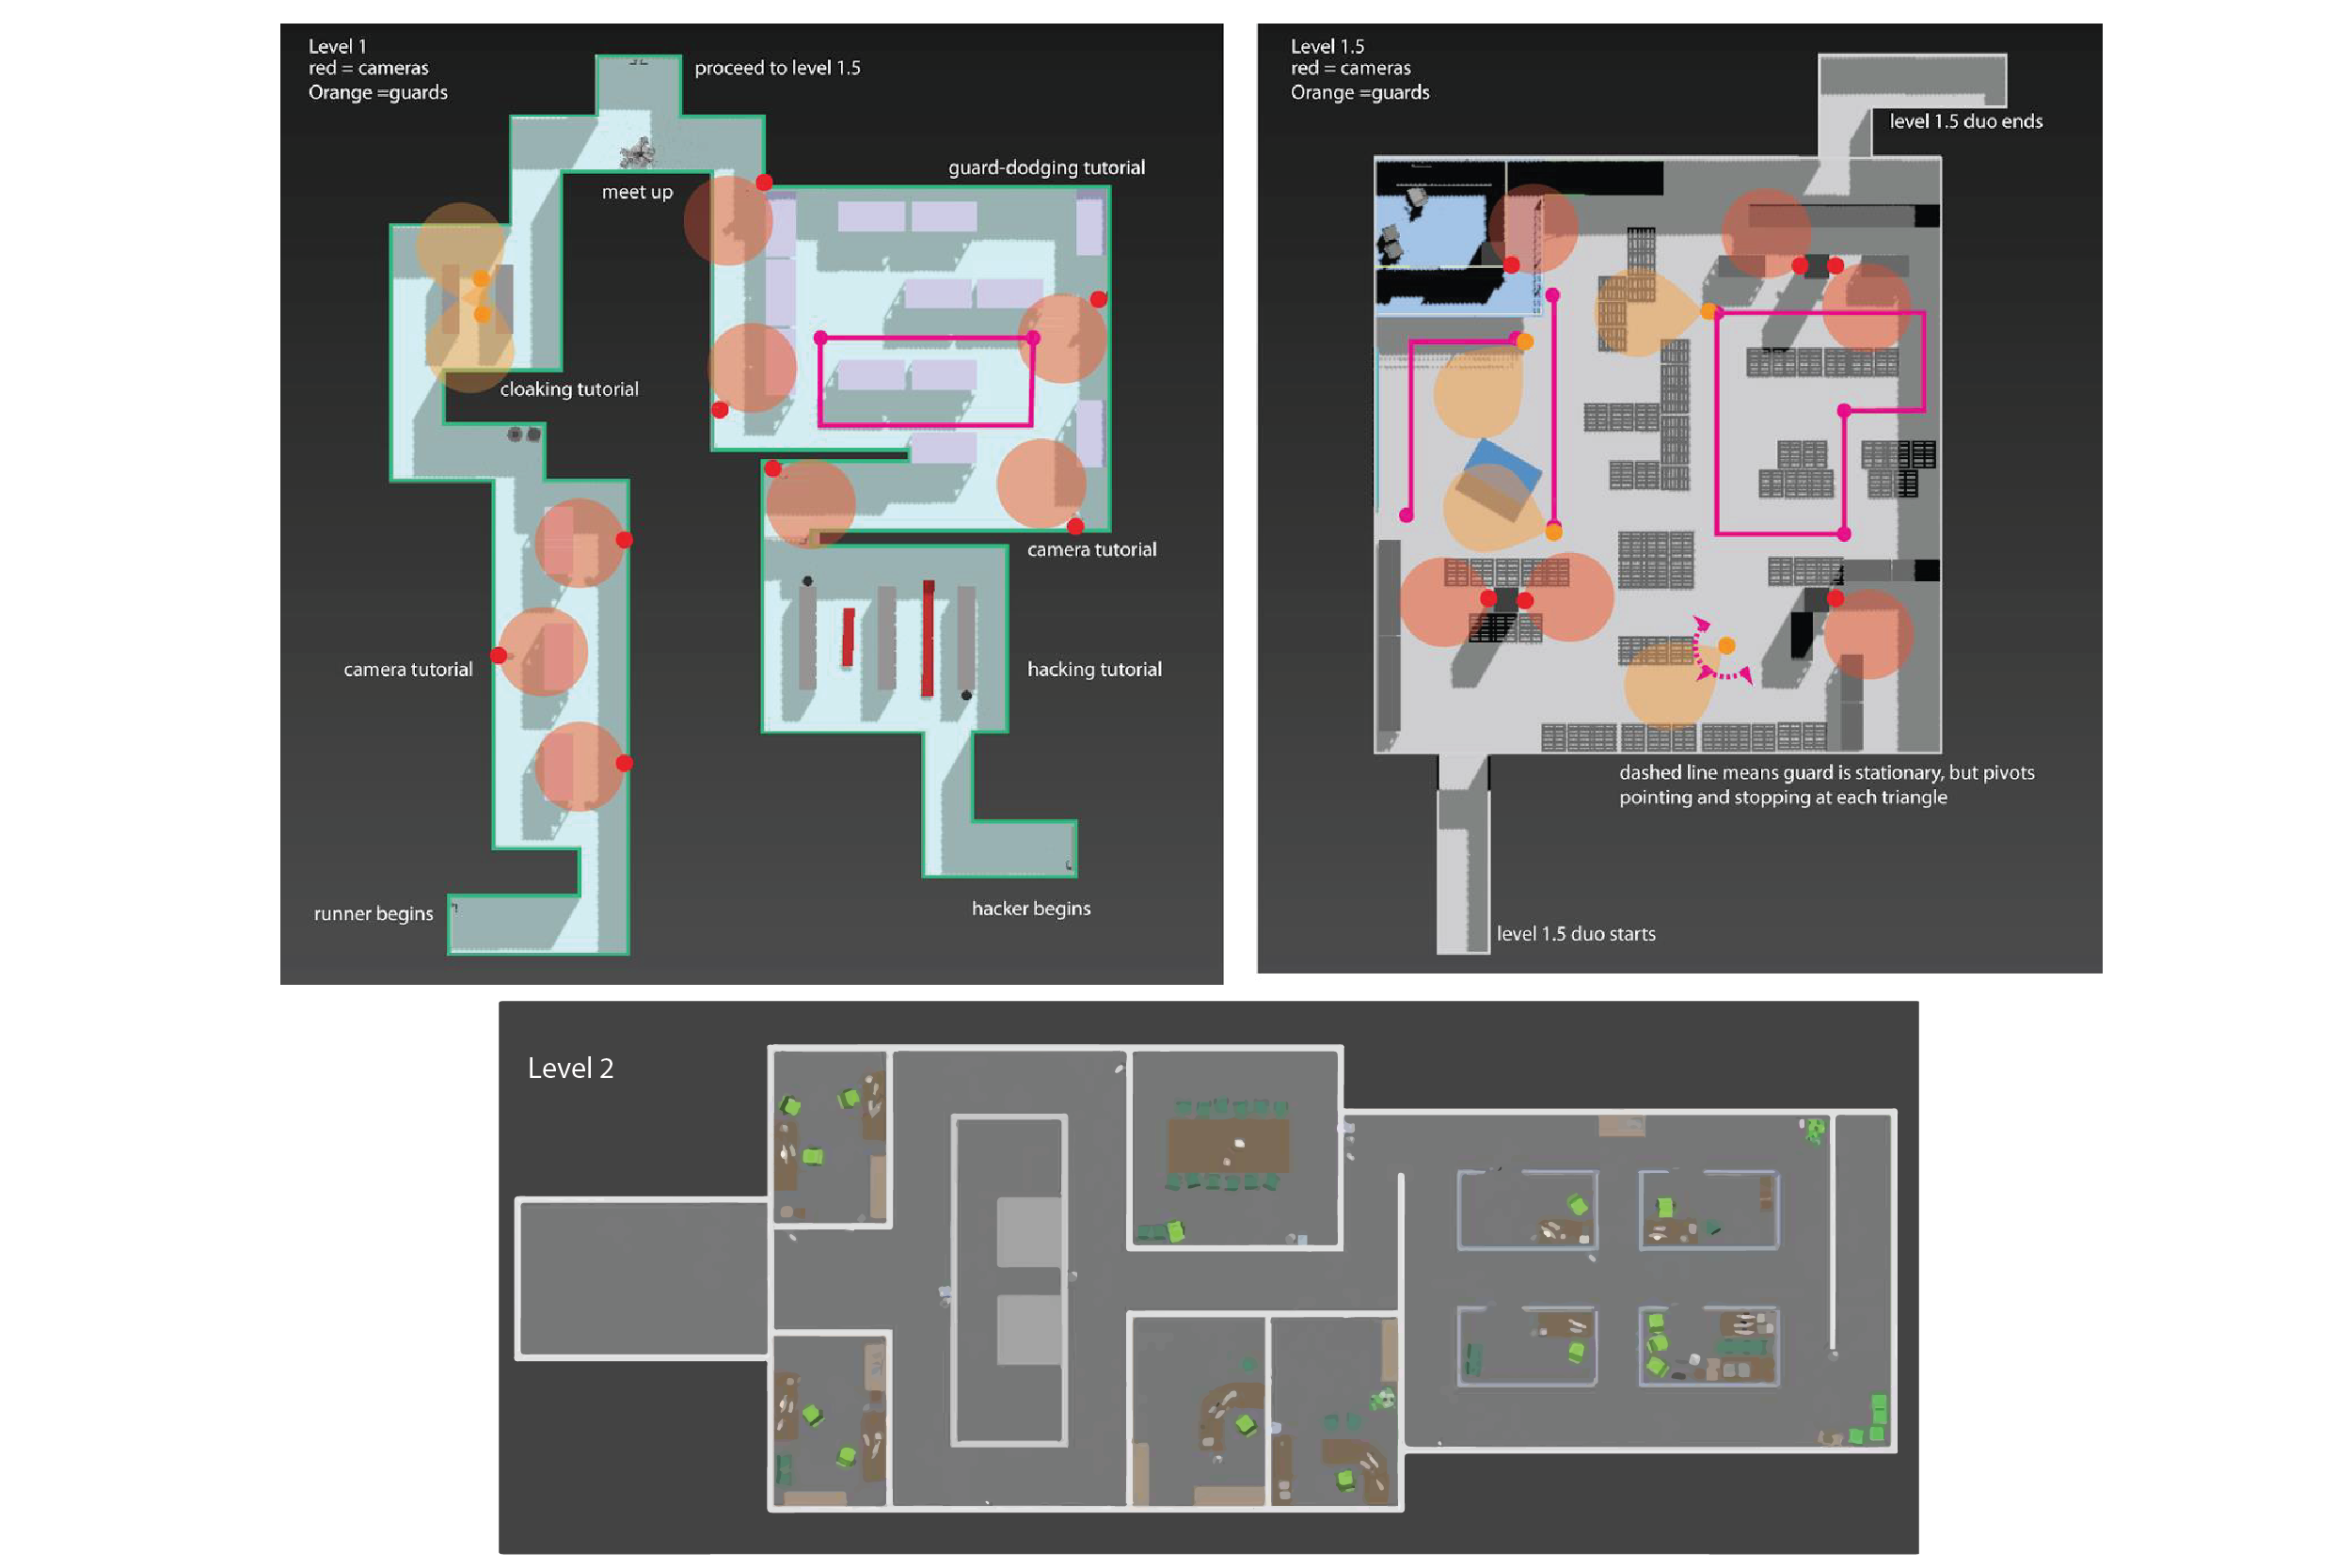 Level 1
red = cameras
Orange =guards
proceed to level 1.5
meet up
guard-dodging tutorial
cloaking tutorial
camera tutorial
camera tutorial
hacking tutorial
runner begins
hacker begins
Level 1.5
red = cameras
Orange =guards
level 1.5 duo ends
dashed line means guard is stationary, but pivots
pointing and stopping at each triangle
level 1.5 duo starts
Level 2